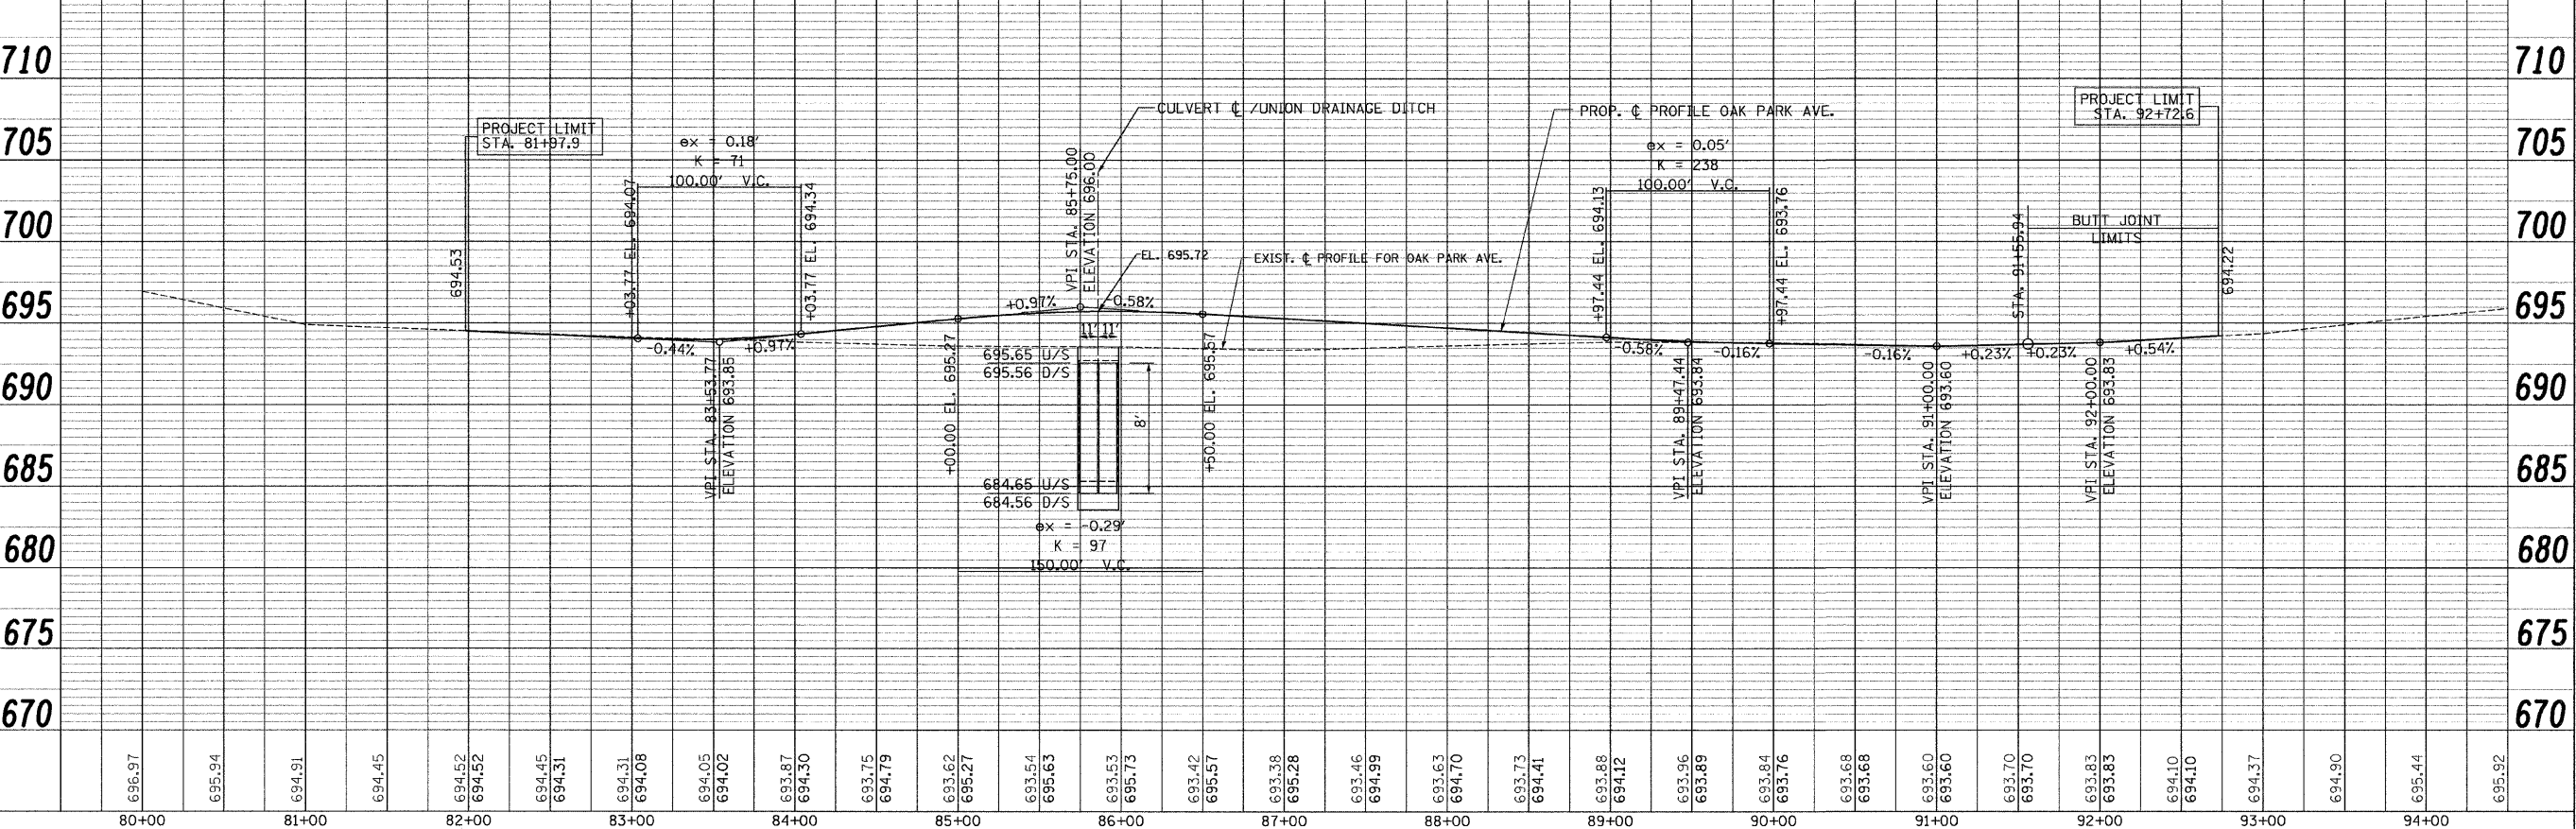 710
705
700
695
690
685
680
675
670
710
705
700
695
690
685
680
675
670
PROJECT LIMIT
STA. 81+97.9
694.53
ex = 0.18'
K = 71
100.00' V.C.
+03.77 EL. 694.07
+03.77 EL. 694.34
-0.44%
+0.97%
VPI STA. 83+53.77
ELEVATION 693.85
+00.00 EL. 695.27
+0.97%
-0.58%
VPI STA. 85+75.00
ELEVATION 696.00
CULVERT ℄ /UNION DRAINAGE DITCH
EL. 695.72
EXIST. ℄ PROFILE FOR OAK PARK AVE.
11' 11'
695.65 U/S
695.56 D/S
8'
684.65 U/S
684.56 D/S
ex = -0.29'
K = 97
150.00' V.C.
+50.00 EL. 695.57
PROP. ℄ PROFILE OAK PARK AVE.
ex = 0.05'
K = 238
100.00' V.C.
+97.44 EL. 694.13
+97.44 EL. 693.76
-0.58%
-0.16%
VPI STA. 89+47.44
ELEVATION 693.84
-0.16%
+0.23%
VPI STA. 91+00.00
ELEVATION 693.60
STA. 91+55.94
+0.23%
+0.54%
VPI STA. 92+00.00
ELEVATION 693.83
BUTT JOINT
LIMITS
PROJECT LIMIT
STA. 92+72.6
694.22
696.97
695.94
694.91
694.45
694.52
694.52
694.45
694.31
694.31
694.08
694.05
694.02
693.87
694.30
693.75
694.79
693.62
695.27
693.54
695.63
693.53
695.73
693.42
695.57
693.38
695.28
693.46
694.99
693.63
694.70
693.73
694.41
693.88
694.12
693.96
693.89
693.84
693.76
693.68
693.68
693.60
693.60
693.70
693.70
693.83
693.83
694.10
694.10
694.37
694.90
695.44
695.92
80+00
81+00
82+00
83+00
84+00
85+00
86+00
87+00
88+00
89+00
90+00
91+00
92+00
93+00
94+00